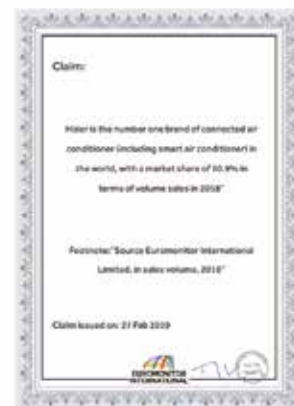 Claim:
Haier is the number one brand of connected air
conditioner (including smart air conditioner) in
the world, with a market share of
terms of volume sales in 2018"
Footnote:"Source Euromonitor International
Limited, in sales volume, 2018"
Claim issued on: 21 Feb 2019
EUROMONITOR
INTERNATIONAL